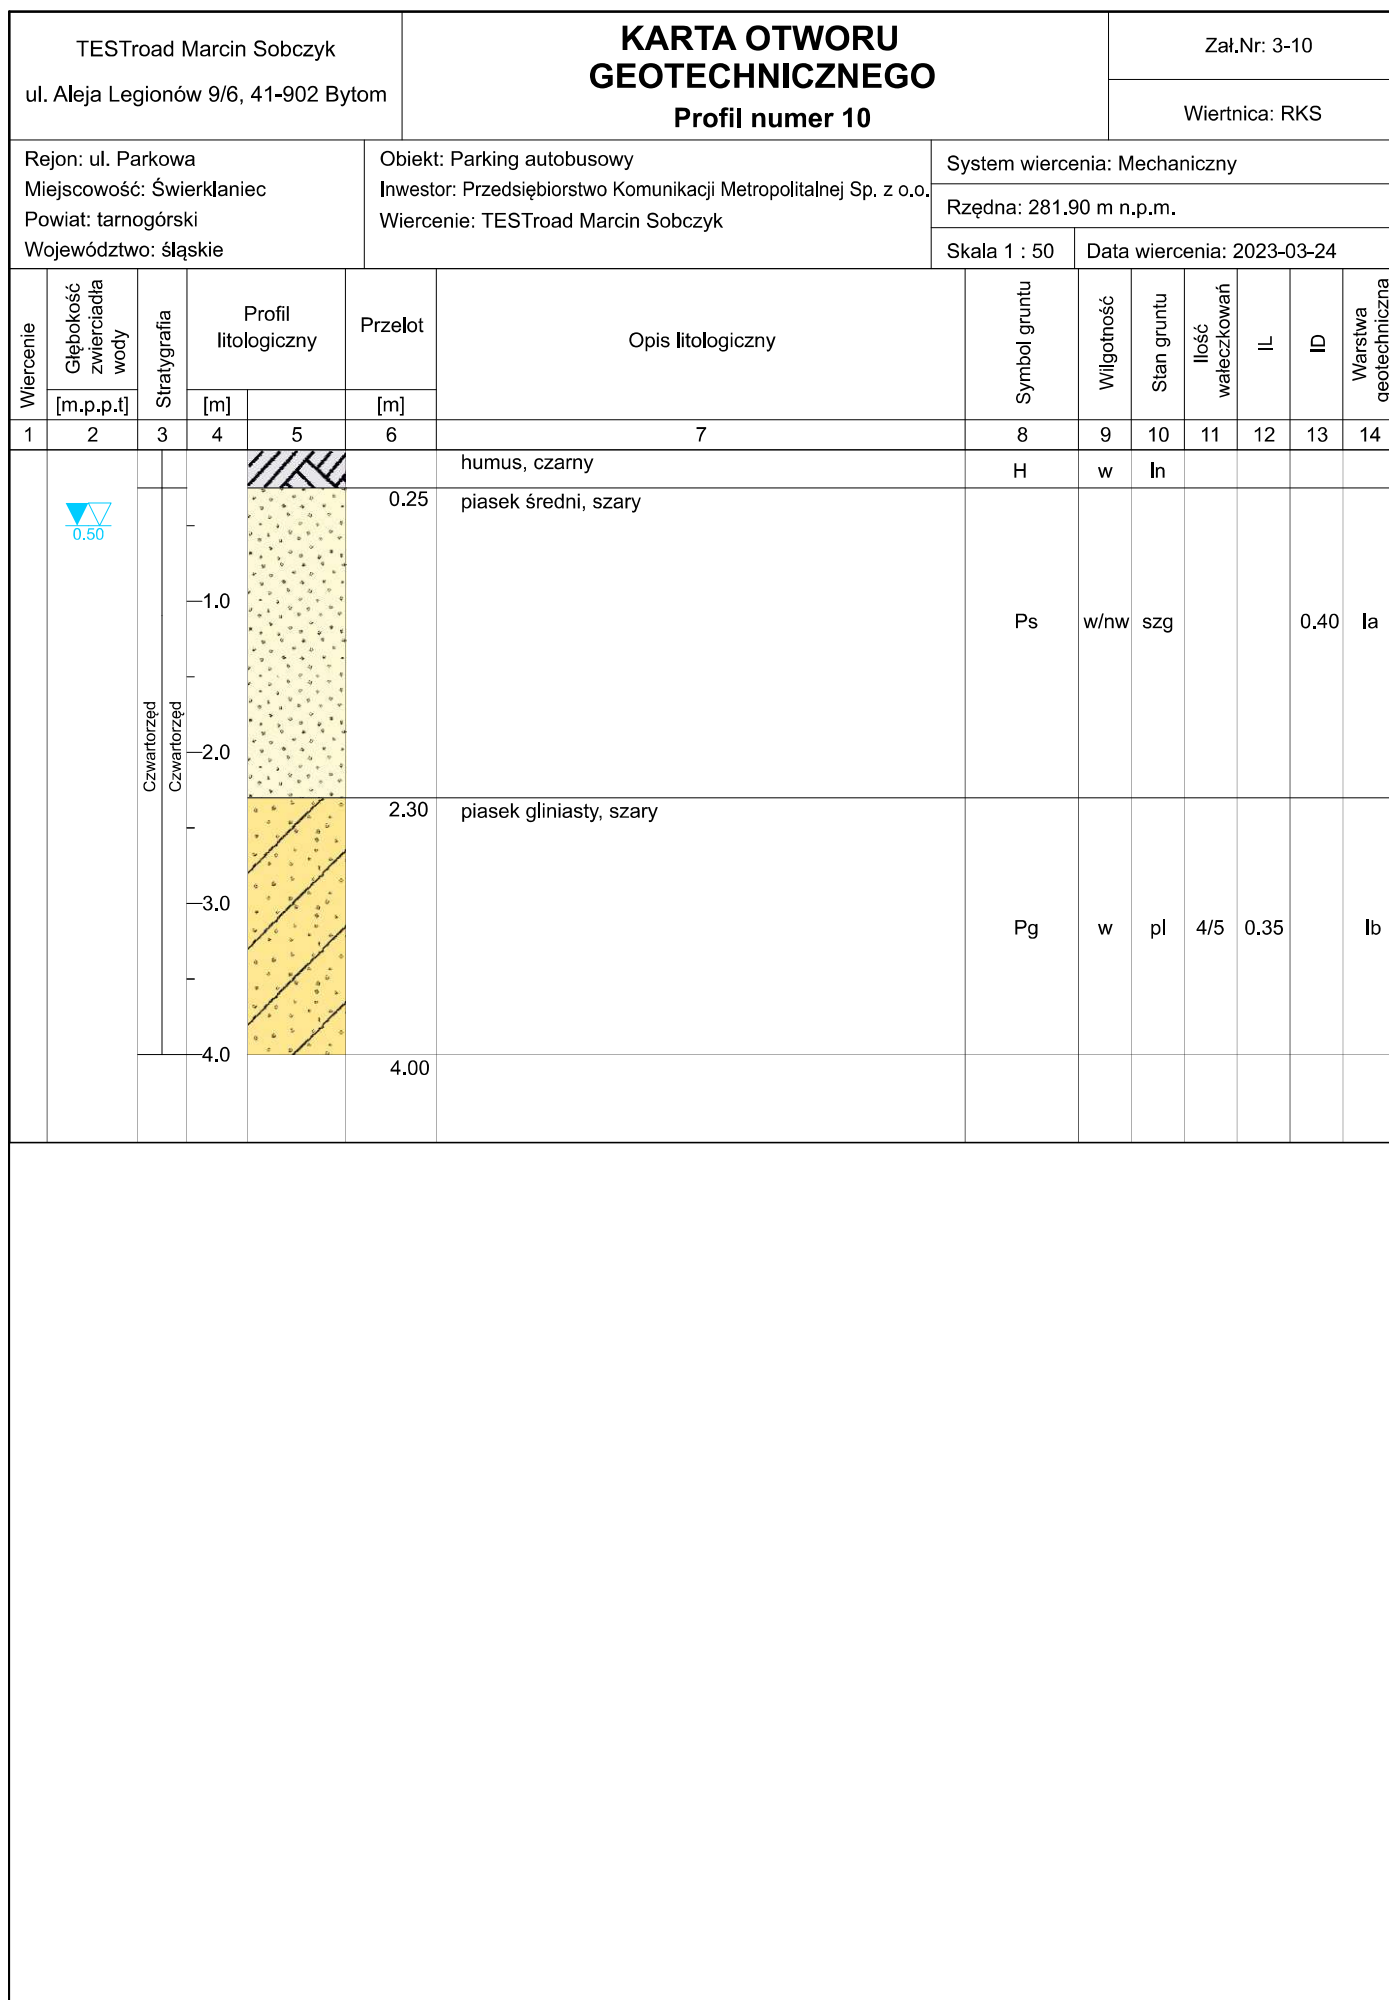 TESTroad Marcin Sobczyk
ul. Aleja Legionów 9/6, 41-902 Bytom
KARTA OTWORU
GEOTECHNICZNEGO
Profil numer 10
Zał.Nr: 3-10
Wiertnica: RKS
Rejon: ul. Parkowa
Miejscowość: Świerklaniec
Powiat: tarnogórski
Województwo: śląskie
Obiekt: Parking autobusowy
Inwestor: Przedsiębiorstwo Komunikacji Metropolitalnej Sp. z o.o.
Wiercenie: TESTroad Marcin Sobczyk
System wiercenia: Mechaniczny
Rzędna: 281.90 m n.p.m.
Skala 1 : 50
Data wiercenia: 2023-03-24
Wiercenie
Głębokość
zwierciadła
wody
[m.p.p.t]
Stratygrafia
Profil
litologiczny
[m]
Przelot
[m]
Opis litologiczny
Symbol gruntu
Wilgotność
Stan gruntu
Ilość
wałeczkowań
IL
ID
Warstwa
geotechniczna
1 2 3 4 5 6 7 8 9 10 11 12 13 14
humus, czarny H w ln
0.25 piasek średni, szary
0.50
1.0
Ps w/nw szg 0.40 Ia
Czwartorzęd
Czwartorzęd
2.0
2.30 piasek gliniasty, szary
3.0
Pg w pl 4/5 0.35 Ib
4.0
4.00